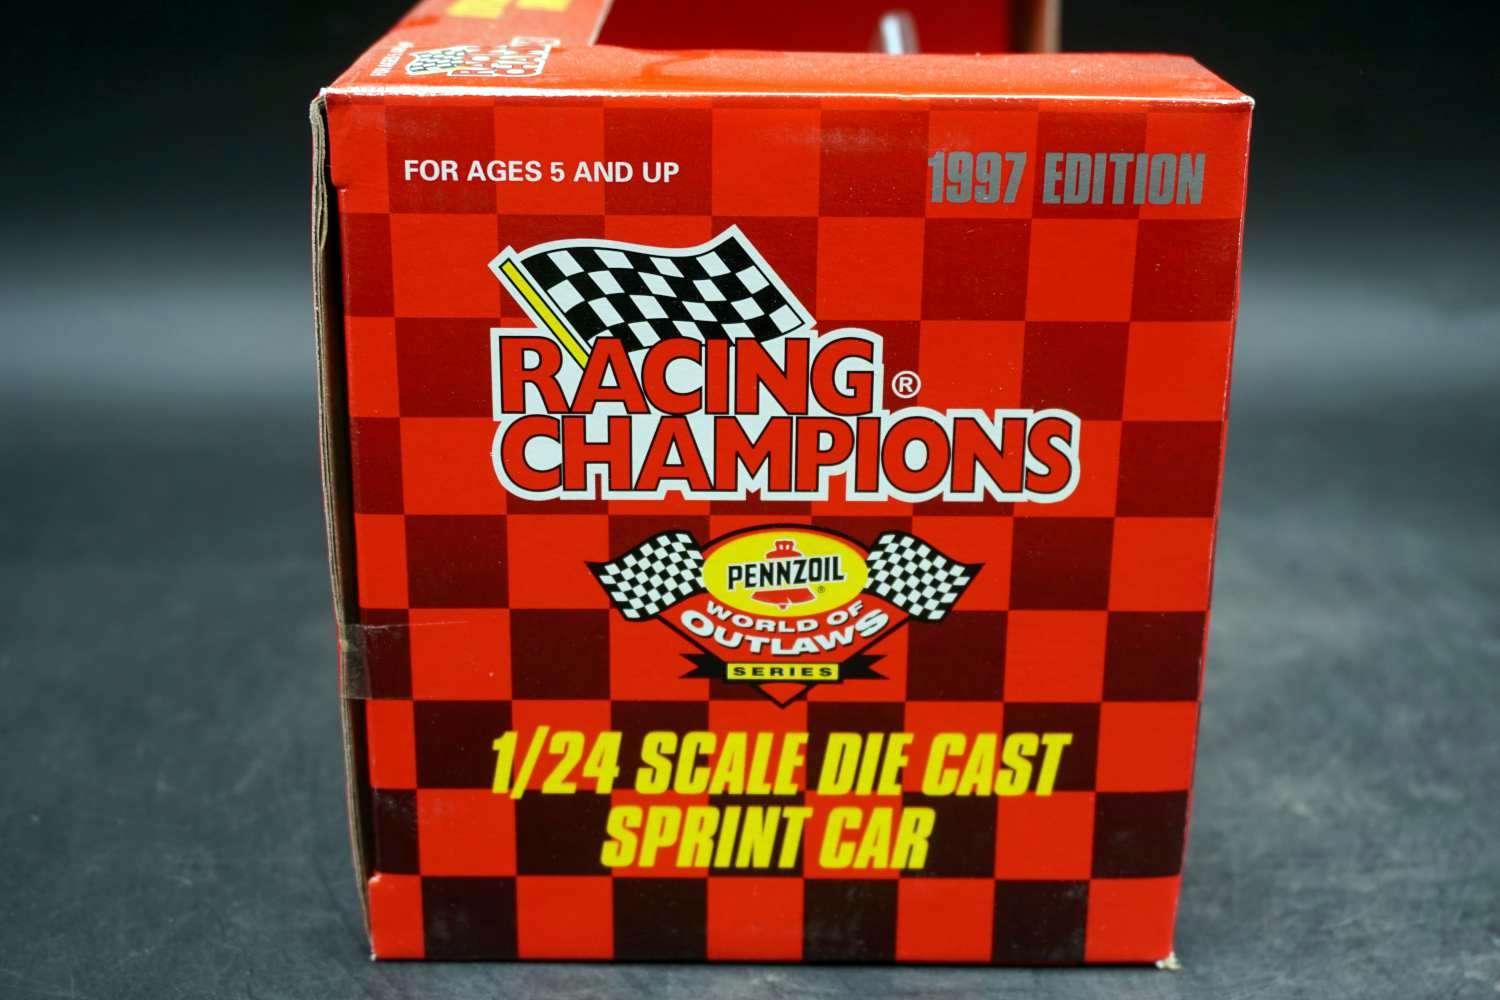 FOR AGES 5 AND UP
1997 EDITION
RACING ®
CHAMPIONS
PENNZOIL ®
WORLD OF
OUTLAWS
SERIES
1/24 SCALE DIE CAST
SPRINT CAR